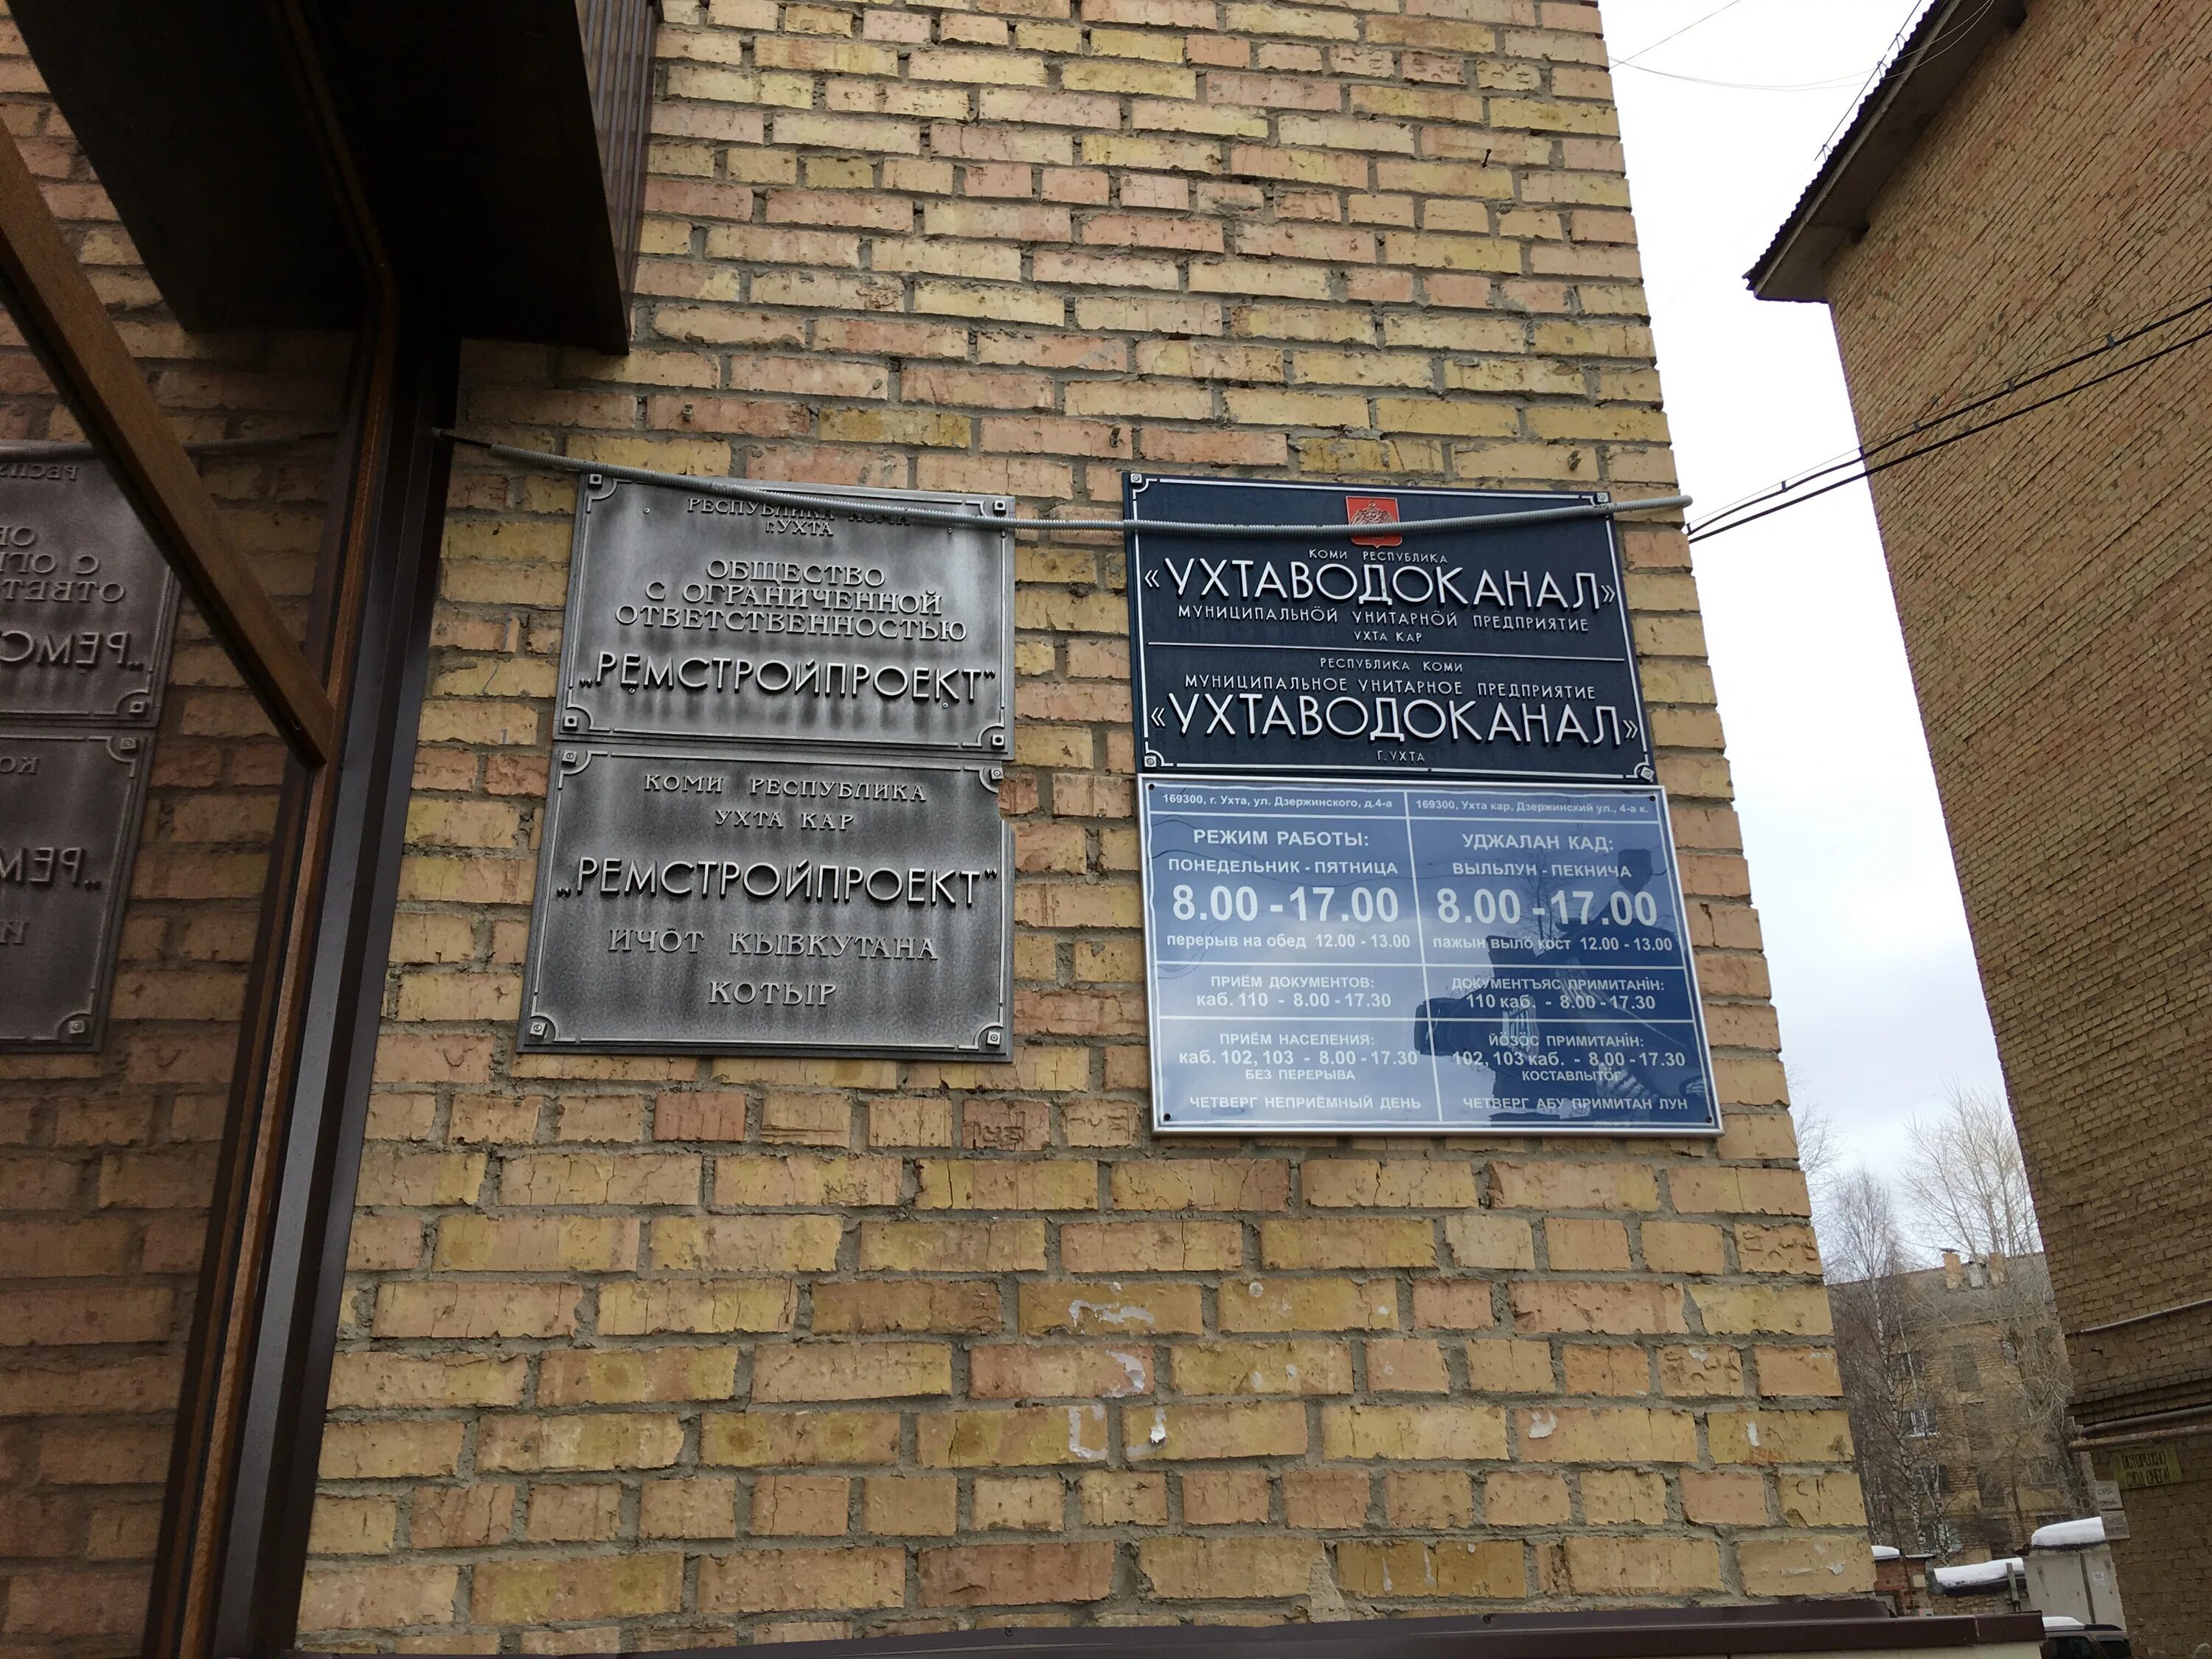 РЕСПУБЛИКА КОМИ
г. УХТА
ОБЩЕСТВО
С ОГРАНИЧЕННОЙ
ОТВЕТСТВЕННОСТЬЮ
„РЕМСТРОЙПРОЕКТ"
КОМИ РЕСПУБЛИКА
УХТА КАР
„РЕМСТРОЙПРОЕКТ"
ИЧӦТ КЫВКУТАНА
КОТЫР
КОМИ РЕСПУБЛИКА
«УХТАВОДОКАНАЛ»
МУНИЦИПАЛЬНӦЙ УНИТАРНӦЙ ПРЕДПРИЯТИЕ
УХТА КАР
РЕСПУБЛИКА КОМИ
МУНИЦИПАЛЬНОЕ УНИТАРНОЕ ПРЕДПРИЯТИЕ
«УХТАВОДОКАНАЛ»
Г. УХТА
169300, г. Ухта, ул. Дзержинского, д.4-а
РЕЖИМ РАБОТЫ:
ПОНЕДЕЛЬНИК - ПЯТНИЦА
8.00 - 17.00
перерыв на обед 12.00 - 13.00
ПРИЁМ ДОКУМЕНТОВ:
каб. 110 - 8.00 - 17.30
ПРИЁМ НАСЕЛЕНИЯ:
каб. 102, 103 - 8.00 - 17.30
БЕЗ ПЕРЕРЫВА
ЧЕТВЕРГ НЕПРИЁМНЫЙ ДЕНЬ
169300, Ухта кар, Дзержинский ул., 4-а к.
УДЖАЛАН КАД:
ВЫЛЬЛУН - ПЕКНИЧА
8.00 - 17.00
пажын вылӧ кост 12.00 - 13.00
ДОКУМЕНТЪЯС ПРИМИТАНІН:
110 каб. - 8.00 - 17.30
ЙӦЗӦС ПРИМИТАНІН:
102, 103 каб. - 8.00 - 17.30
КОСТАВЛЫТӦГ
ЧЕТВЕРГ АБУ ПРИМИТАН ЛУН